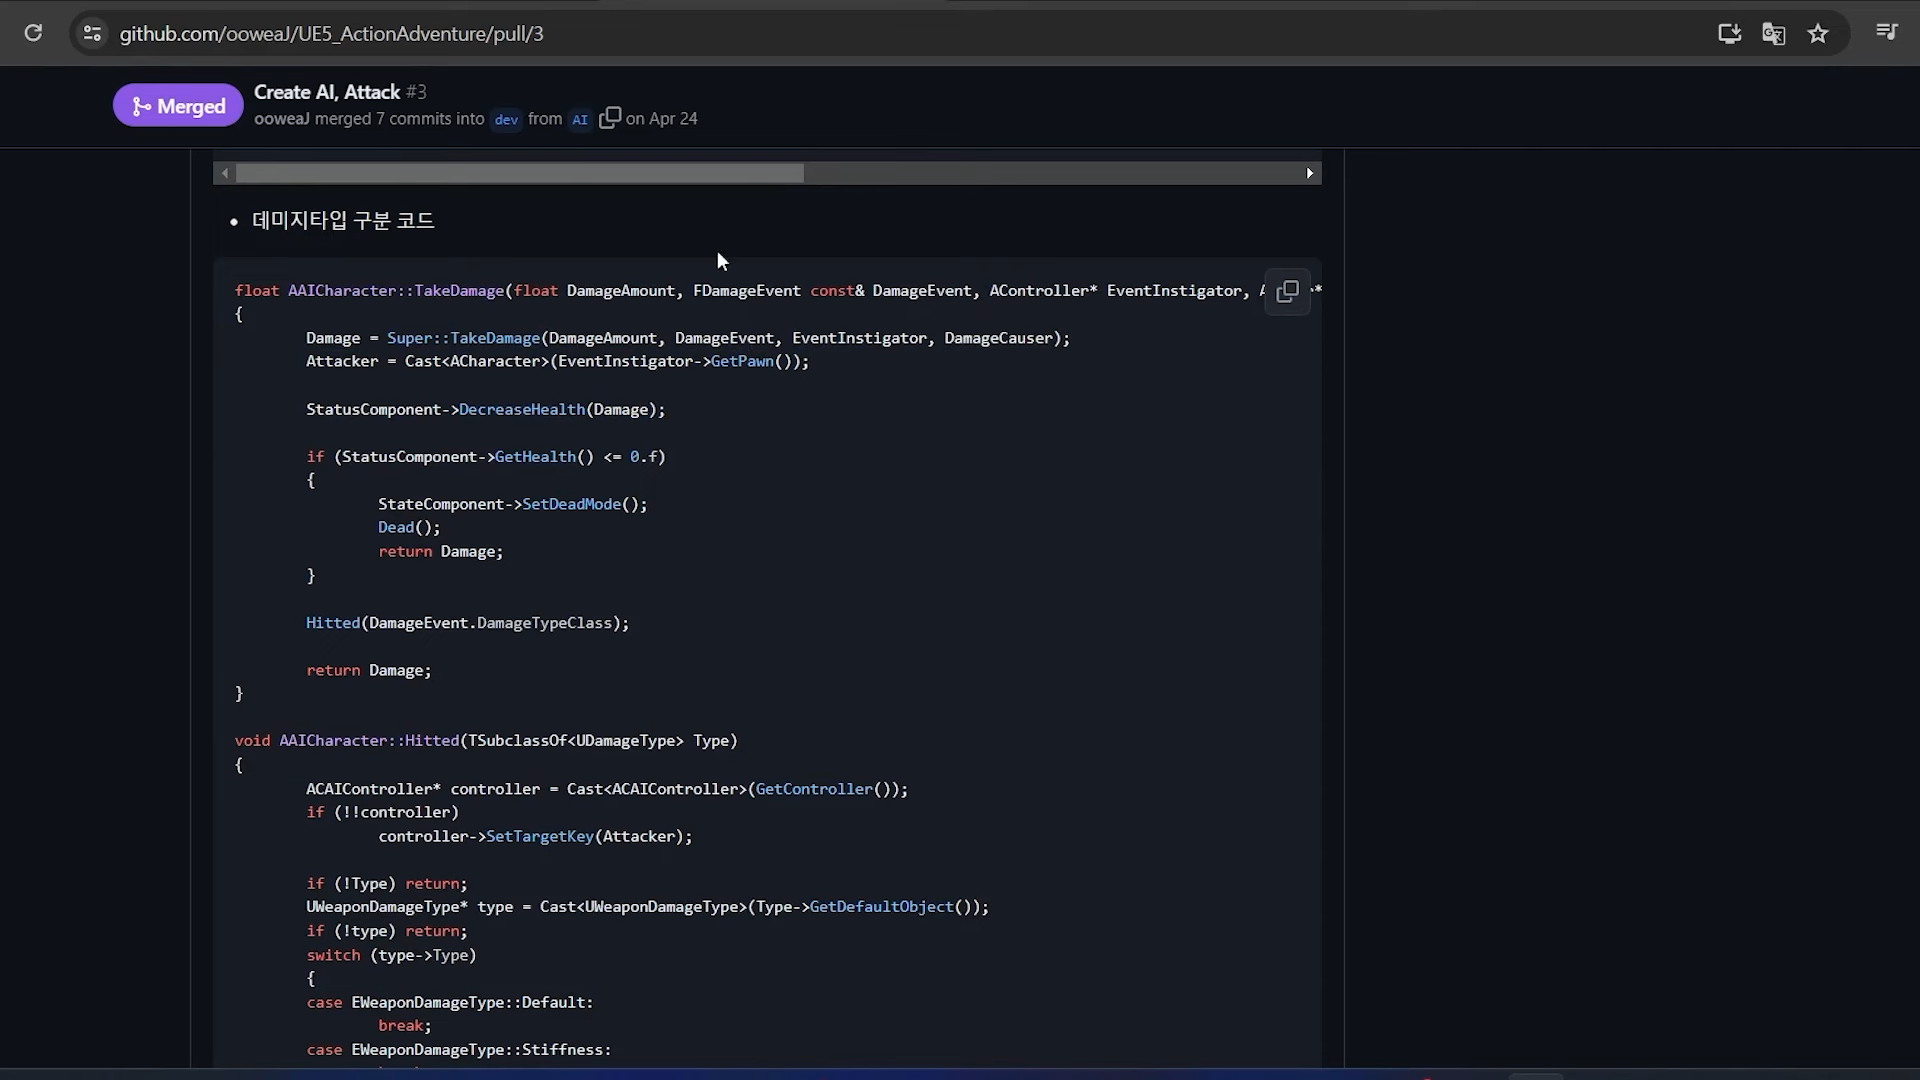 github.com/ooweaJ/UE5_ActionAdventure/pull/3
Merged
Create AI, Attack #3
ooweaJ merged 7 commits into dev from AI on Apr 24
• 데미지타입 구분 코드
float AAICharacter::TakeDamage(float DamageAmount, FDamageEvent const& DamageEvent, AController* EventInstigator, A *
{
Damage = Super::TakeDamage(DamageAmount, DamageEvent, EventInstigator, DamageCauser);
Attacker = Cast<ACharacter>(EventInstigator->GetPawn());
StatusComponent->DecreaseHealth(Damage);
if (StatusComponent->GetHealth() <= 0.f)
{
StateComponent->SetDeadMode();
Dead();
return Damage;
}
Hitted(DamageEvent.DamageTypeClass);
return Damage;
}
void AAICharacter::Hitted(TSubclassOf<UDamageType> Type)
{
ACAIController* controller = Cast<ACAIController>(GetController());
if (!!controller)
controller->SetTargetKey(Attacker);
if (!Type) return;
UWeaponDamageType* type = Cast<UWeaponDamageType>(Type->GetDefaultObject());
if (!type) return;
switch (type->Type)
{
case EWeaponDamageType::Default:
break;
case EWeaponDamageType::Stiffness: